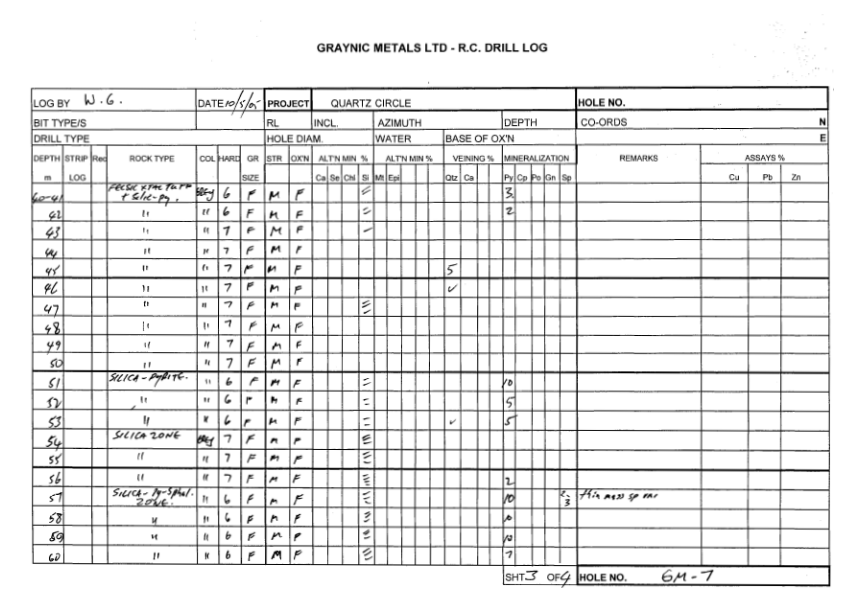 GRAYNIC METALS LTD - R.C. DRILL LOG
LOG BY W.G. DATE 10/5/05 PROJECT QUARTZ CIRCLE HOLE NO.
BIT TYPE/S RL INCL. AZIMUTH DEPTH CO-ORDS N
DRILL TYPE HOLE DIAM. WATER BASE OF OX'N E
DEPTH STRIP Rec ROCK TYPE COL HARD GR STR OX'N ALT'N MIN % ALT'N MIN % VEINING % MINERALIZATION REMARKS ASSAYS %
m LOG SIZE Ca Se Chl Si Mt Epi Qtz Ca Py Cp Po Gn Sp Cu Pb Zn
40-41 FELSIC XTAL TUFF + Silic-py. 6 F M F = 3
42 " " 6 F M F = 2
43 " " 7 F M F -
44 " " 7 F M F
45 " " 7 F M F 5
46 " " 7 F M F ✓
47 " " 7 F M F ≡
48 " " 7 F M F
49 " " 7 F M F
50 " " 7 F M F
51 SILICA-PYRITE. " 6 F M F = 10
52 " " 6 F M F = 5
53 " " 6 F M F = ✓ 5
54 SILICA ZONE 7 F M F ≡
55 " " 7 F M F ≡
56 " " 7 F M F ≡ 2
57 SILICA-Py-Sphal. ZONE. " 6 F M F ≡ 10 2-3 thin mass sp
58 " " 6 F M F ≡ 10
59 " " 6 F M F ≡ 10
60 " " 6 F M F ≡ 7
SHT 3 OF 4 HOLE NO. GM-7